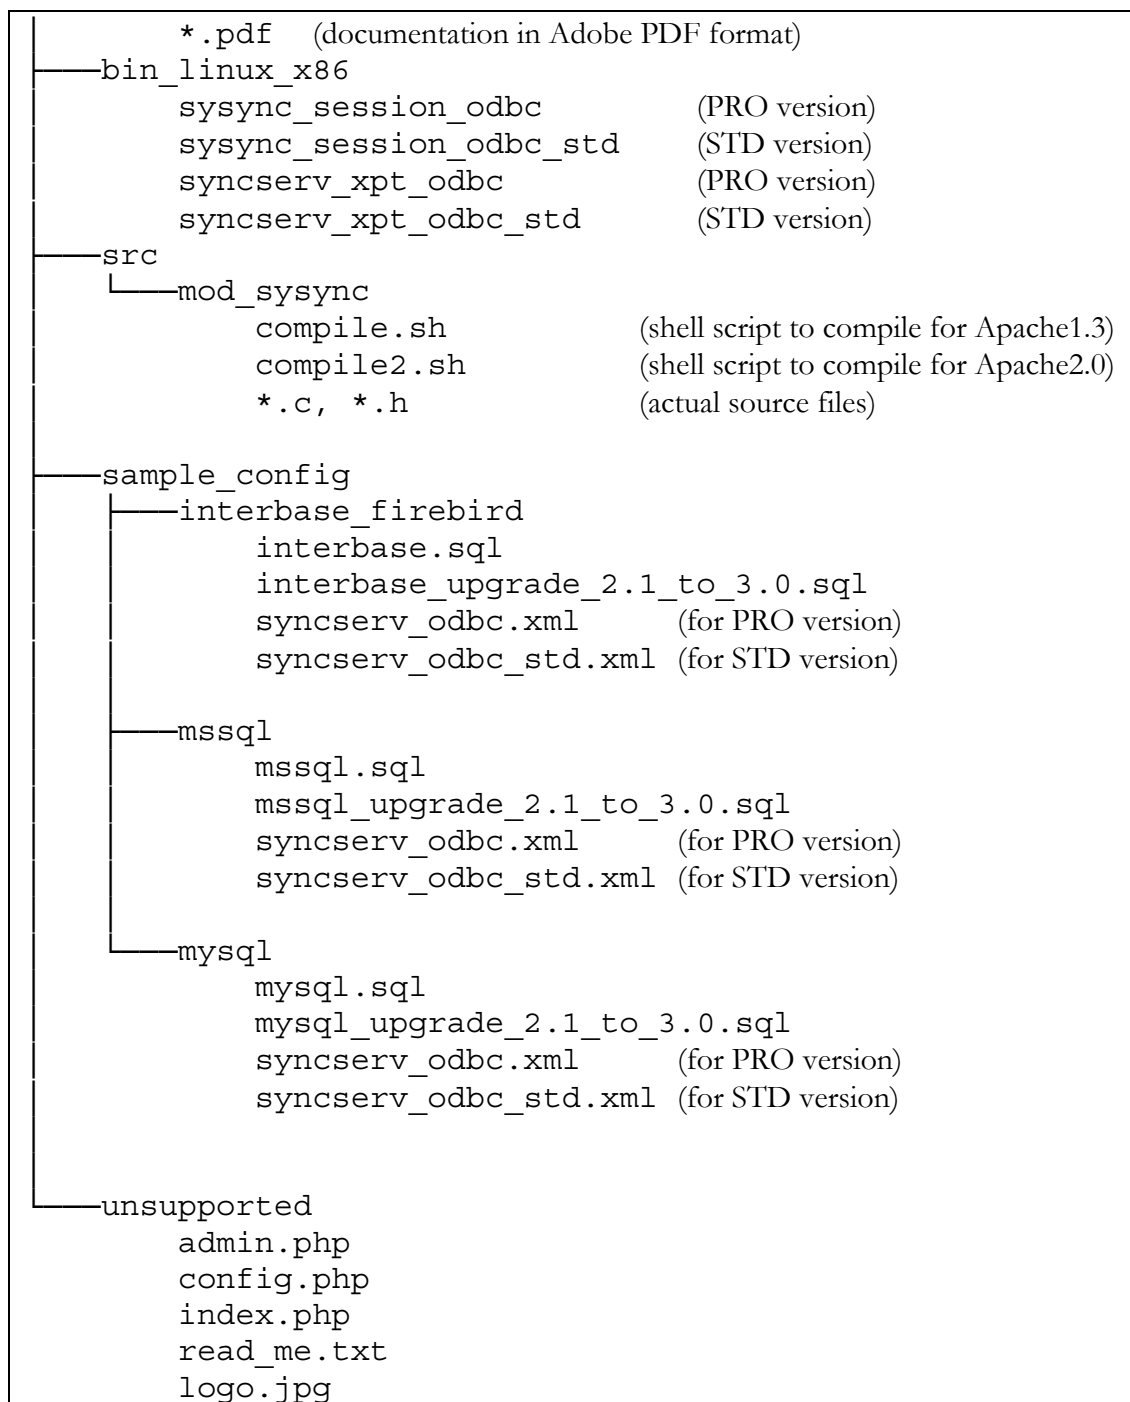 *.pdf (documentation in Adobe PDF format)
bin_linux_x86
sysync_session_odbc (PRO version)
sysync_session_odbc_std (STD version)
syncserv_xpt_odbc (PRO version)
syncserv_xpt_odbc_std (STD version)
src
mod_sysync
compile.sh (shell script to compile for Apache1.3)
compile2.sh (shell script to compile for Apache2.0)
*.c, *.h (actual source files)
sample_config
interbase_firebird
interbase.sql
interbase_upgrade_2.1_to_3.0.sql
syncserv_odbc.xml (for PRO version)
syncserv_odbc_std.xml (for STD version)
mssql
mssql.sql
mssql_upgrade_2.1_to_3.0.sql
syncserv_odbc.xml (for PRO version)
syncserv_odbc_std.xml (for STD version)
mysql
mysql.sql
mysql_upgrade_2.1_to_3.0.sql
syncserv_odbc.xml (for PRO version)
syncserv_odbc_std.xml (for STD version)
unsupported
admin.php
config.php
index.php
read_me.txt
logo.jpg